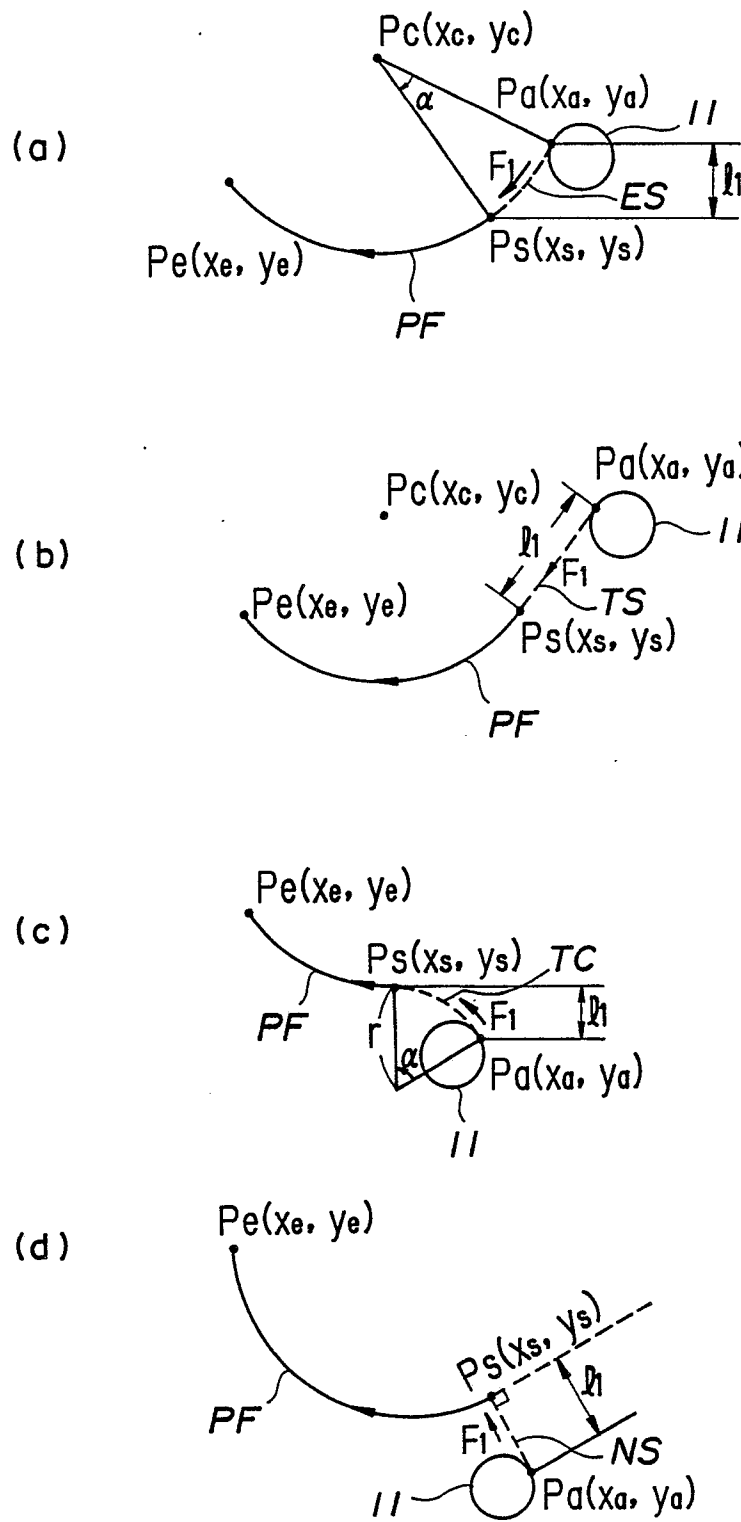 (a)
Pc(xc, yc)
α
Pa(xa, ya)
11
F1
ES
l1
Pe(xe, ye)
Ps(xs, ys)
PF
(b)
Pc(xc, yc)
Pa(xa, ya)
11
l1
F1
TS
Pe(xe, ye)
Ps(xs, ys)
PF
(c)
Pe(xe, ye)
Ps(xs, ys)
TC
PF
r
α
F1
l1
Pa(xa, ya)
11
(d)
Pe(xe, ye)
Ps(xs, ys)
l1
PF
F1
NS
11
Pa(xa, ya)